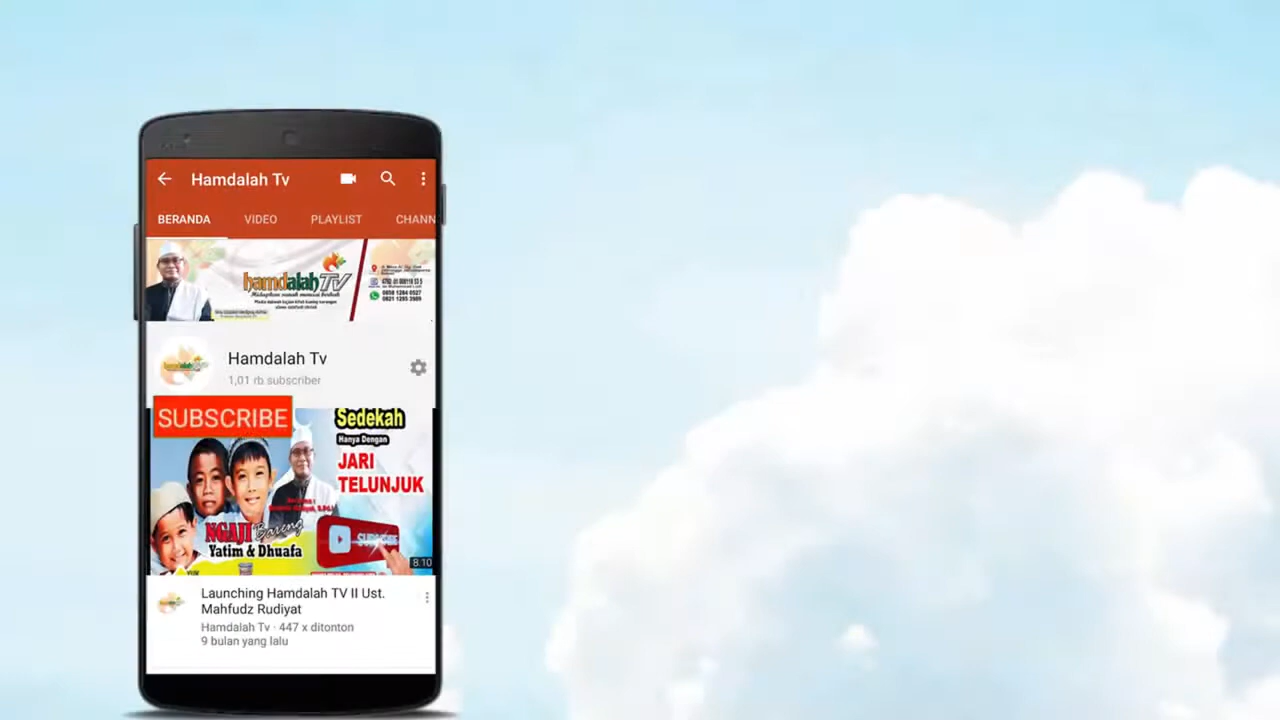 Hamdalah Tv
BERANDA VIDEO PLAYLIST CHANN
hamdalahTV
Hamdalah Tv
1,01 rb subscriber
SUBSCRIBE
Sedekah
Hanya Dengan
JARI
TELUNJUK
NGAJI Bareng
Yatim & Dhuafa
8.10
Launching Hamdalah TV II Ust.
Mahfudz Rudiyat
Hamdalah Tv · 447 x ditonton
9 bulan yang lalu